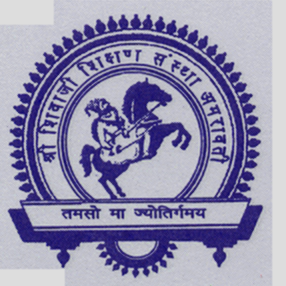 श्री शिवाजी शिक्षण संस्था अमरावती
तमसो मा ज्योतिर्गमय